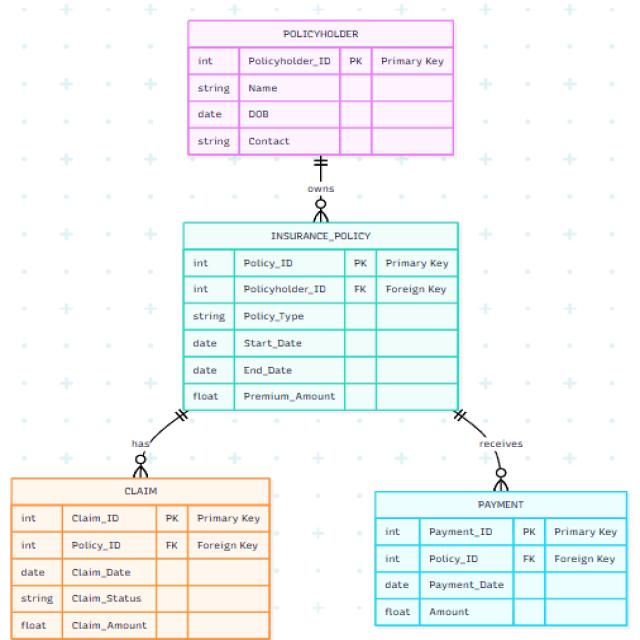 POLICYHOLDER
int Policyholder_ID PK Primary Key
string Name
date DOB
string Contact
owns
INSURANCE_POLICY
int Policy_ID PK Primary Key
int Policyholder_ID FK Foreign Key
string Policy_Type
date Start_Date
date End_Date
float Premium_Amount
has
receives
CLAIM
int Claim_ID PK Primary Key
int Policy_ID FK Foreign Key
date Claim_Date
string Claim_Status
float Claim_Amount
PAYMENT
int Payment_ID PK Primary Key
int Policy_ID FK Foreign Key
date Payment_Date
float Amount